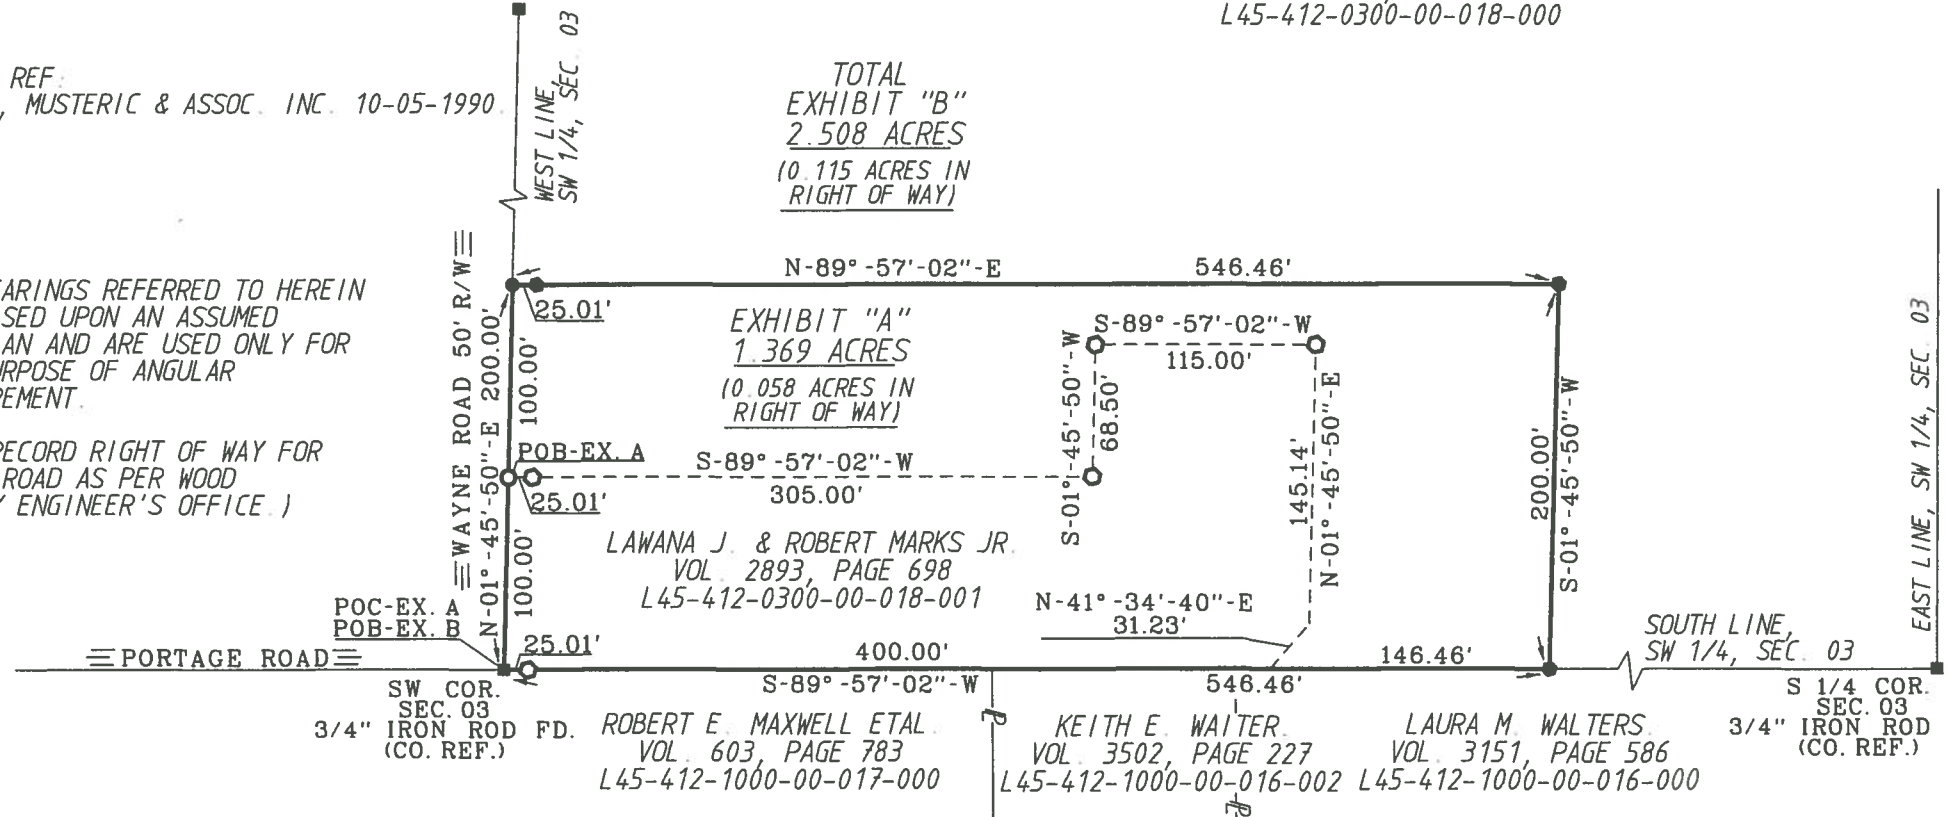 L45-412-0300-00-018-000
REF.
, MUSTERIC & ASSOC. INC. 10-05-1990
WEST LINE,
SW 1/4, SEC. 03
TOTAL
EXHIBIT "B"
2.508 ACRES
(0.115 ACRES IN
RIGHT OF WAY)
N-89°-57'-02"-E
546.46'
25.01'
ARINGS REFERRED TO HEREIN
SED UPON AN ASSUMED
AN AND ARE USED ONLY FOR
RPOSE OF ANGULAR
EMENT.
ECORD RIGHT OF WAY FOR
ROAD AS PER WOOD
Y ENGINEER'S OFFICE.)
WAYNE ROAD 50' R/W
N-01°-45'-50"-E 200.00'
100.00'
100.00'
EXHIBIT "A"
1.369 ACRES
(0.058 ACRES IN
RIGHT OF WAY)
S-89°-57'-02"-W
115.00'
S-01°-45'-50"-W
68.50'
145.14'
N-01°-45'-50"-E
200.00'
S-01°-45'-50"-W
EAST LINE, SW 1/4, SEC. 03
POB-EX. A
S-89°-57'-02"-W
305.00'
25.01'
LAWANA J. & ROBERT MARKS JR.
VOL. 2893, PAGE 698
L45-412-0300-00-018-001
N-41°-34'-40"-E
31.23'
POC-EX. A
POB-EX. B
25.01'
PORTAGE ROAD
400.00'
146.46'
SOUTH LINE,
SW 1/4, SEC. 03
S-89°-57'-02"-W
546.46'
SW COR.
SEC. 03
3/4" IRON ROD FD.
(CO. REF.)
ROBERT E. MAXWELL ETAL.
VOL. 603, PAGE 783
L45-412-1000-00-017-000
PL
KEITH E. WAITER.
VOL. 3502, PAGE 227
L45-412-1000-00-016-002
PL
LAURA M. WALTERS.
VOL. 3151, PAGE 586
L45-412-1000-00-016-000
S 1/4 COR.
SEC. 03
3/4" IRON ROD
(CO. REF.)